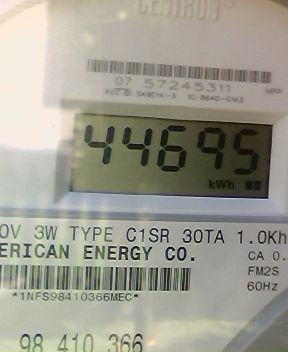 CENTRON®
07 57245311
44695
kWh
0V 3W TYPE C1SR 30TA 1.0Kh
ERICAN ENERGY CO.
CA 0.
FM2S
*1NFS98410366MEC*
60Hz
98 410 366